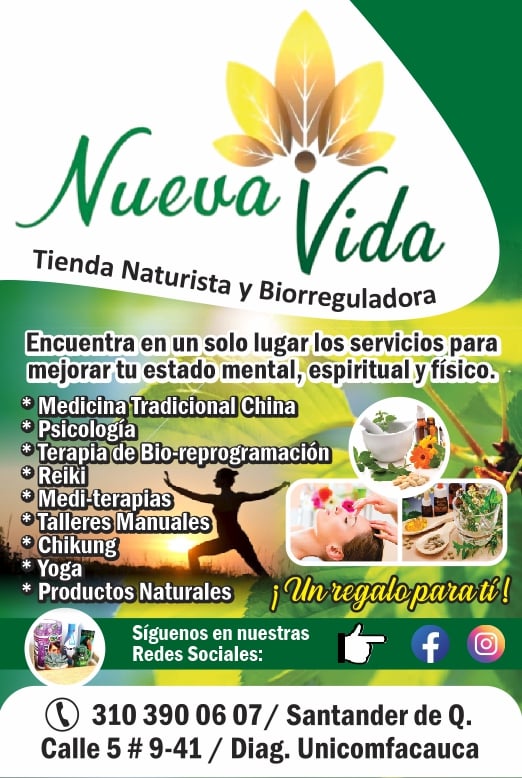 Nueva Vida
Tienda Naturista y Biorreguladora
Encuentra en un solo lugar los servicios para
mejorar tu estado mental, espiritual y físico.
* Medicina Tradicional China
* Psicología
* Terapia de Bio-reprogramación
* Reiki
* Medi-terapias
* Talleres Manuales
* Chikung
* Yoga
* Productos Naturales
¡Un regalo para tí!
Síguenos en nuestras
Redes Sociales:
310 390 06 07/ Santander de Q.
Calle 5 # 9-41 / Diag. Unicomfacauca